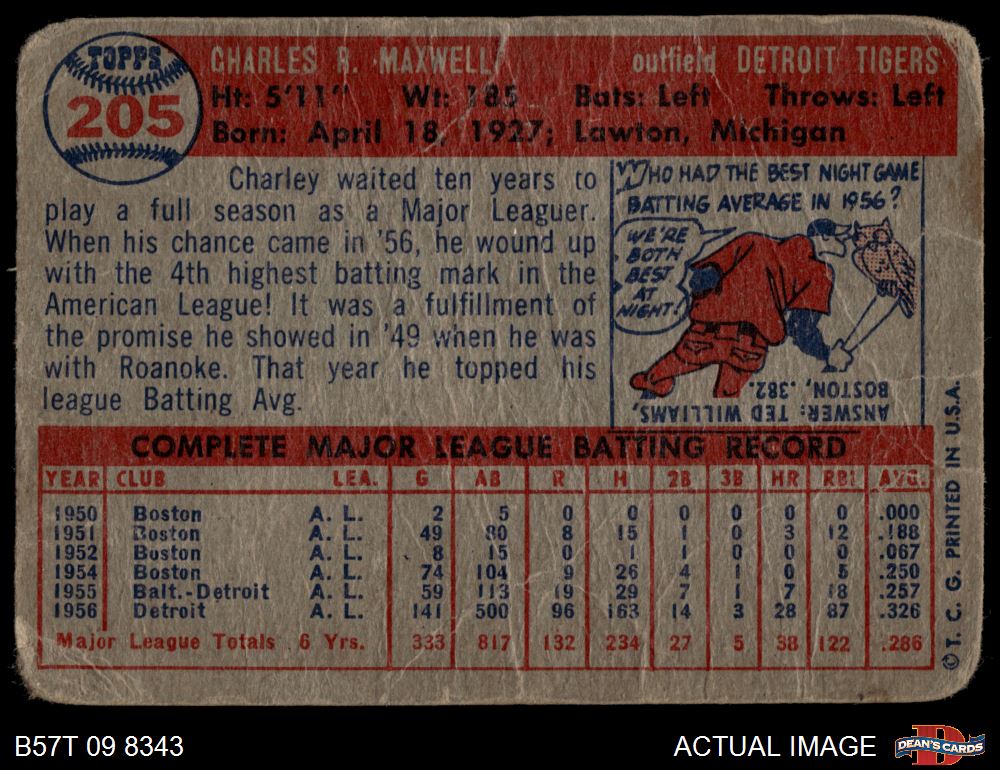 TOPPS
205
CHARLES R. MAXWELL outfield DETROIT TIGERS
Ht: 5'11" Wt: 185 Bats: Left Throws: Left
Born: April 18, 1927; Lawton, Michigan
Charley waited ten years to
play a full season as a Major Leaguer.
When his chance came in '56, he wound up
with the 4th highest batting mark in the
American League! It was a fulfillment of
the promise he showed in '49 when he was
with Roanoke. That year he topped his
league Batting Avg.
WHO HAD THE BEST NIGHT GAME
BATTING AVERAGE IN 1956?
WE'RE
BOTH
BEST
AT
NIGHT!
ANSWER: TED WILLIAMS,
BOSTON, .382.
COMPLETE MAJOR LEAGUE BATTING RECORD
YEAR CLUB LEA. G AB R H 2B 3B HR RBI AVG.
1950 Boston A. L. 2 5 0 0 0 0 0 0 .000
1951 Boston A. L. 49 80 8 15 1 0 3 12 .188
1952 Boston A. L. 8 15 0 1 1 0 0 0 .067
1954 Boston A. L. 74 104 9 26 4 1 0 5 .250
1955 Balt.-Detroit A. L. 59 113 19 29 7 1 7 18 .257
1956 Detroit A. L. 141 500 96 163 14 3 28 87 .326
Major League Totals 6 Yrs. 333 817 132 234 27 5 38 122 .286
© T. C. G. PRINTED IN U.S.A.
B57T 09 8343
ACTUAL IMAGE
D
DEAN'S CARDS